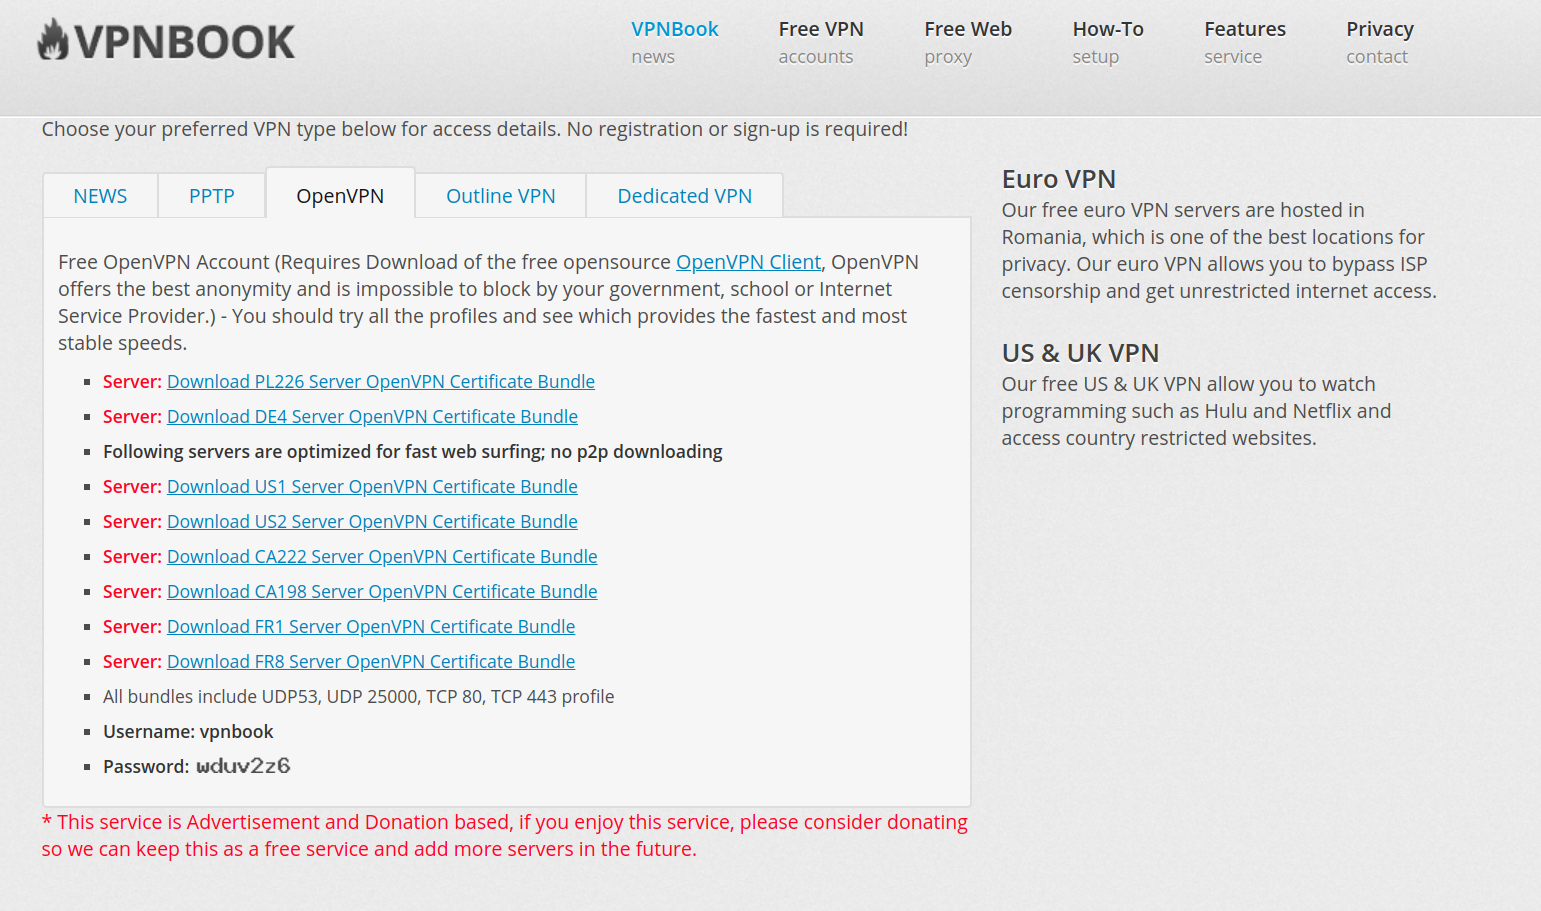 VPNBOOK
VPNBook
news
Free VPN
accounts
Free Web
proxy
How-To
setup
Features
service
Privacy
contact
Choose your preferred VPN type below for access details. No registration or sign-up is required!
NEWS
PPTP
OpenVPN
Outline VPN
Dedicated VPN
Free OpenVPN Account (Requires Download of the free opensource OpenVPN Client, OpenVPN
offers the best anonymity and is impossible to block by your government, school or Internet
Service Provider.) - You should try all the profiles and see which provides the fastest and most
stable speeds.
Server: Download PL226 Server OpenVPN Certificate Bundle
Server: Download DE4 Server OpenVPN Certificate Bundle
Following servers are optimized for fast web surfing; no p2p downloading
Server: Download US1 Server OpenVPN Certificate Bundle
Server: Download US2 Server OpenVPN Certificate Bundle
Server: Download CA222 Server OpenVPN Certificate Bundle
Server: Download CA198 Server OpenVPN Certificate Bundle
Server: Download FR1 Server OpenVPN Certificate Bundle
Server: Download FR8 Server OpenVPN Certificate Bundle
All bundles include UDP53, UDP 25000, TCP 80, TCP 443 profile
Username: vpnbook
Password: wduv2z6
* This service is Advertisement and Donation based, if you enjoy this service, please consider donating
so we can keep this as a free service and add more servers in the future.
Euro VPN
Our free euro VPN servers are hosted in
Romania, which is one of the best locations for
privacy. Our euro VPN allows you to bypass ISP
censorship and get unrestricted internet access.
US & UK VPN
Our free US & UK VPN allow you to watch
programming such as Hulu and Netflix and
access country restricted websites.